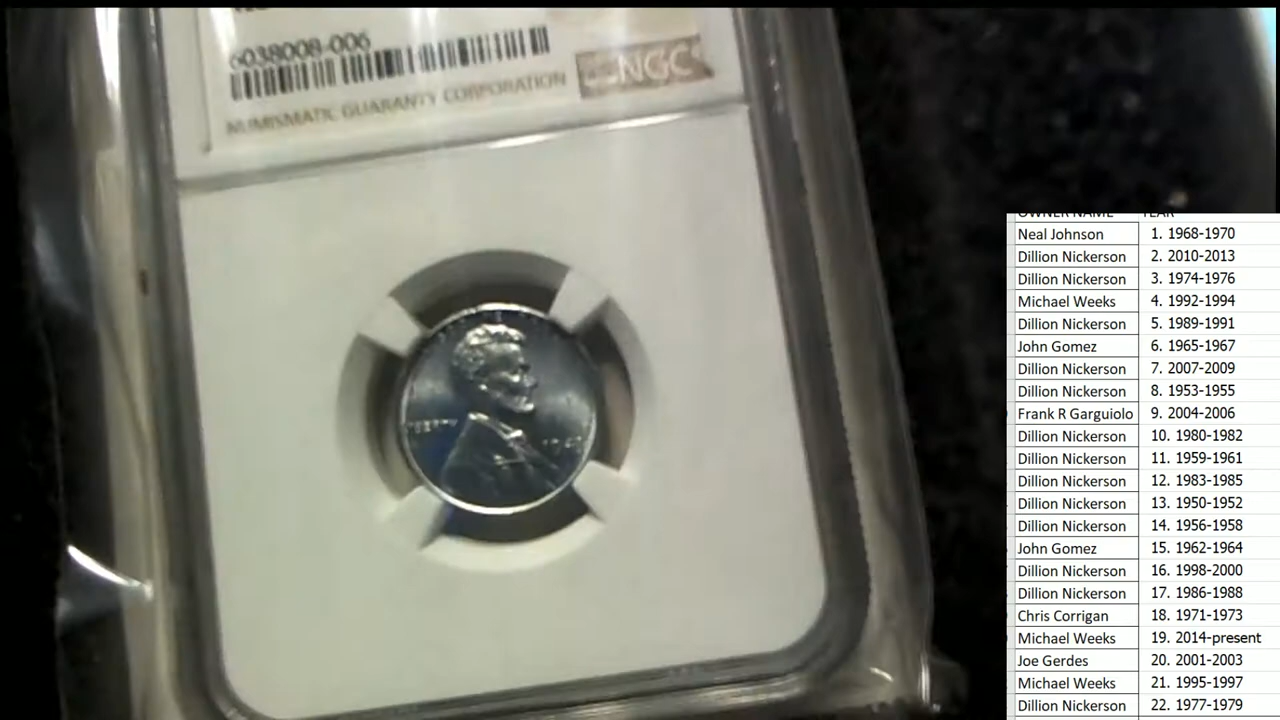 6038008-006
NGC
NUMISMATIC GUARANTY CORPORATION
LIBERTY
OWNER NAME YEAR
Neal Johnson 1. 1968-1970
Dillion Nickerson 2. 2010-2013
Dillion Nickerson 3. 1974-1976
Michael Weeks 4. 1992-1994
Dillion Nickerson 5. 1989-1991
John Gomez 6. 1965-1967
Dillion Nickerson 7. 2007-2009
Dillion Nickerson 8. 1953-1955
Frank R Garguiolo 9. 2004-2006
Dillion Nickerson 10. 1980-1982
Dillion Nickerson 11. 1959-1961
Dillion Nickerson 12. 1983-1985
Dillion Nickerson 13. 1950-1952
Dillion Nickerson 14. 1956-1958
John Gomez 15. 1962-1964
Dillion Nickerson 16. 1998-2000
Dillion Nickerson 17. 1986-1988
Chris Corrigan 18. 1971-1973
Michael Weeks 19. 2014-present
Joe Gerdes 20. 2001-2003
Michael Weeks 21. 1995-1997
Dillion Nickerson 22. 1977-1979